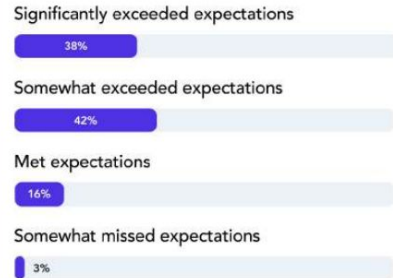 Significantly exceeded expectations
38%
Somewhat exceeded expectations
42%
Met expectations
16%
Somewhat missed expectations
3%